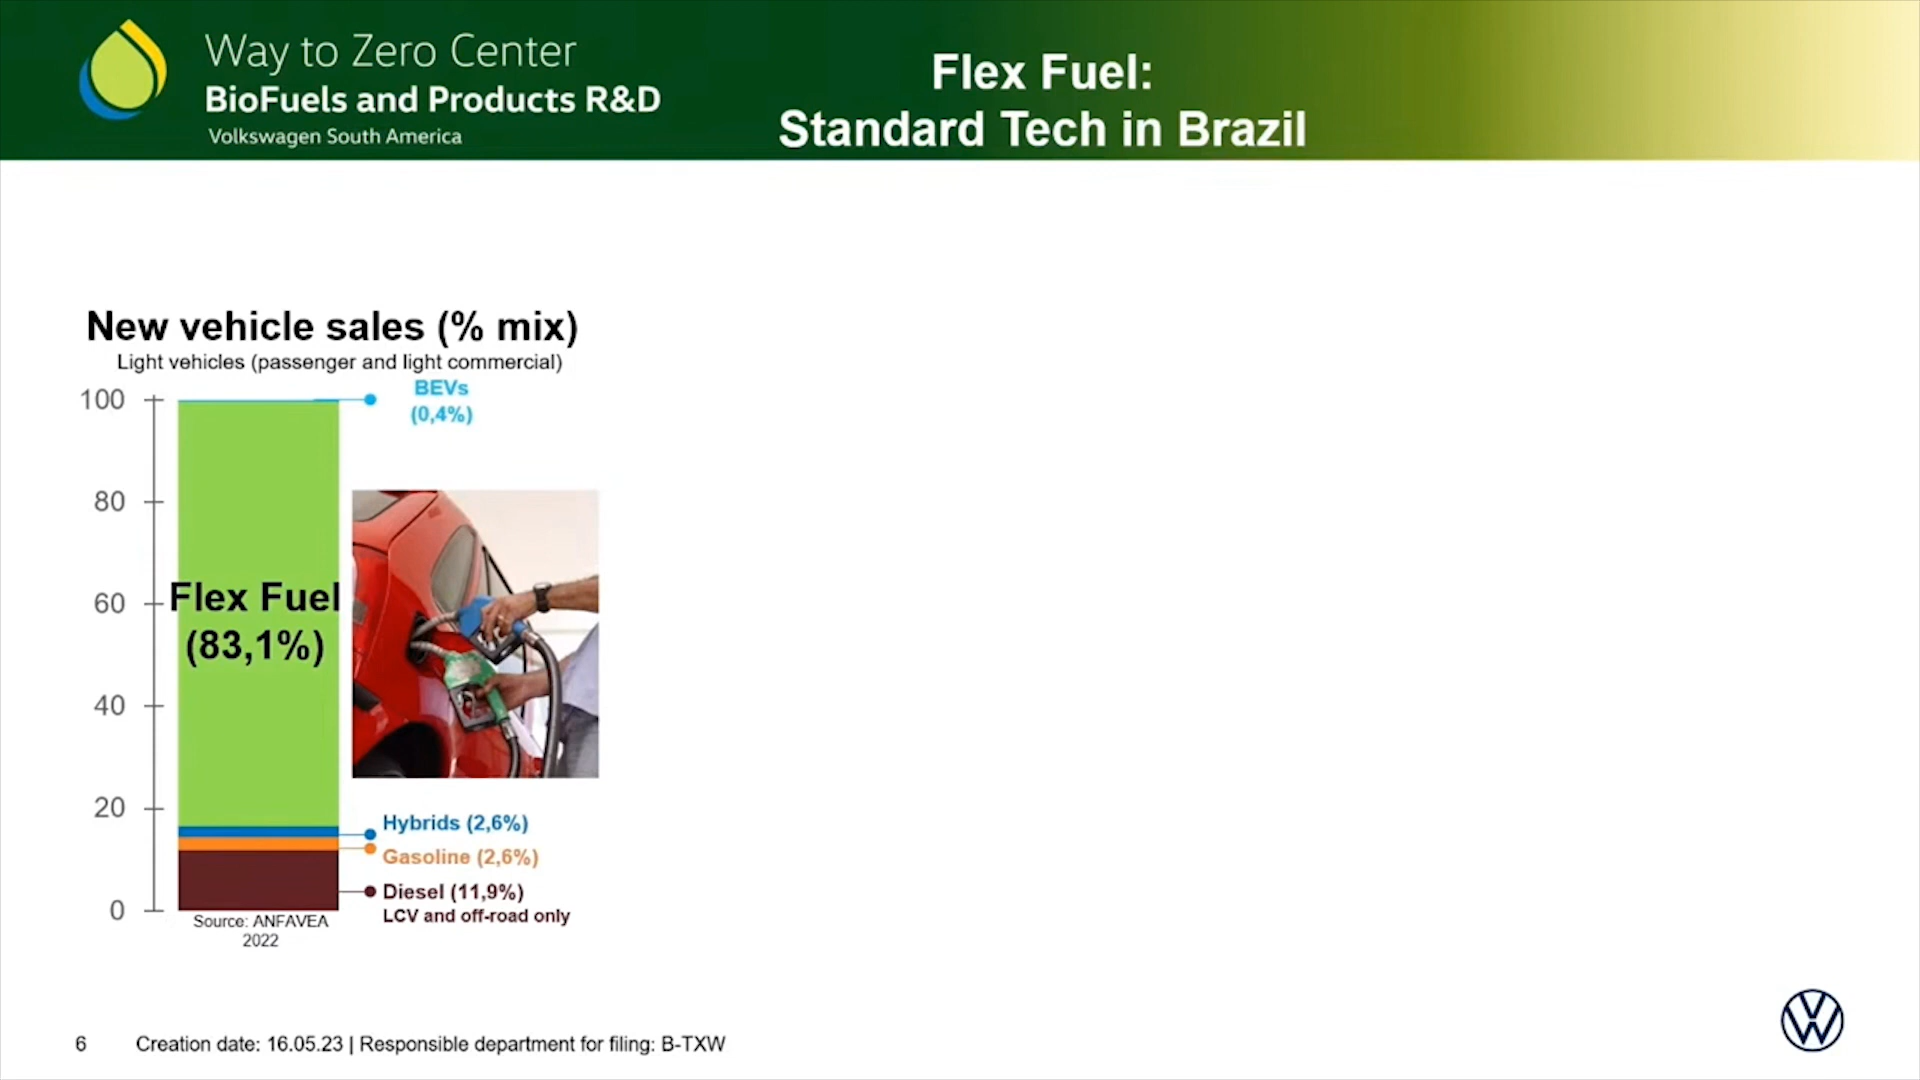 Way to Zero Center
BioFuels and Products R&D
Volkswagen South America
Flex Fuel:
Standard Tech in Brazil
New vehicle sales (% mix)
Light vehicles (passenger and light commercial)
100
80
60
40
20
0
BEVs
(0,4%)
Flex Fuel
(83,1%)
Hybrids (2,6%)
Gasoline (2,6%)
Diesel (11,9%)
LCV and off-road only
Source: ANFAVEA
2022
6 Creation date: 16.05.23 | Responsible department for filing: B-TXW